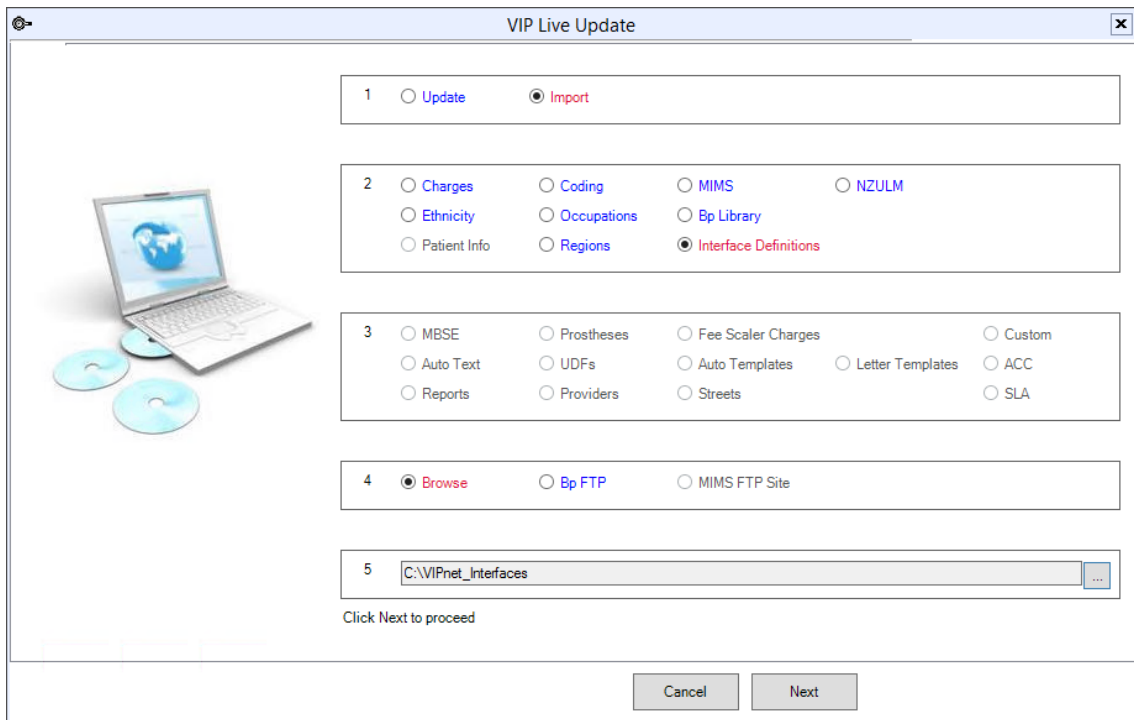 VIP Live Update
1 Update Import
2 Charges Coding MIMS NZULM
Ethnicity Occupations Bp Library
Patient Info Regions Interface Definitions
3 MBSE Prostheses Fee Scaler Charges Custom
Auto Text UDFs Auto Templates Letter Templates ACC
Reports Providers Streets SLA
4 Browse Bp FTP MIMS FTP Site
5 C:\VIPnet_Interfaces ...
Click Next to proceed
Cancel Next